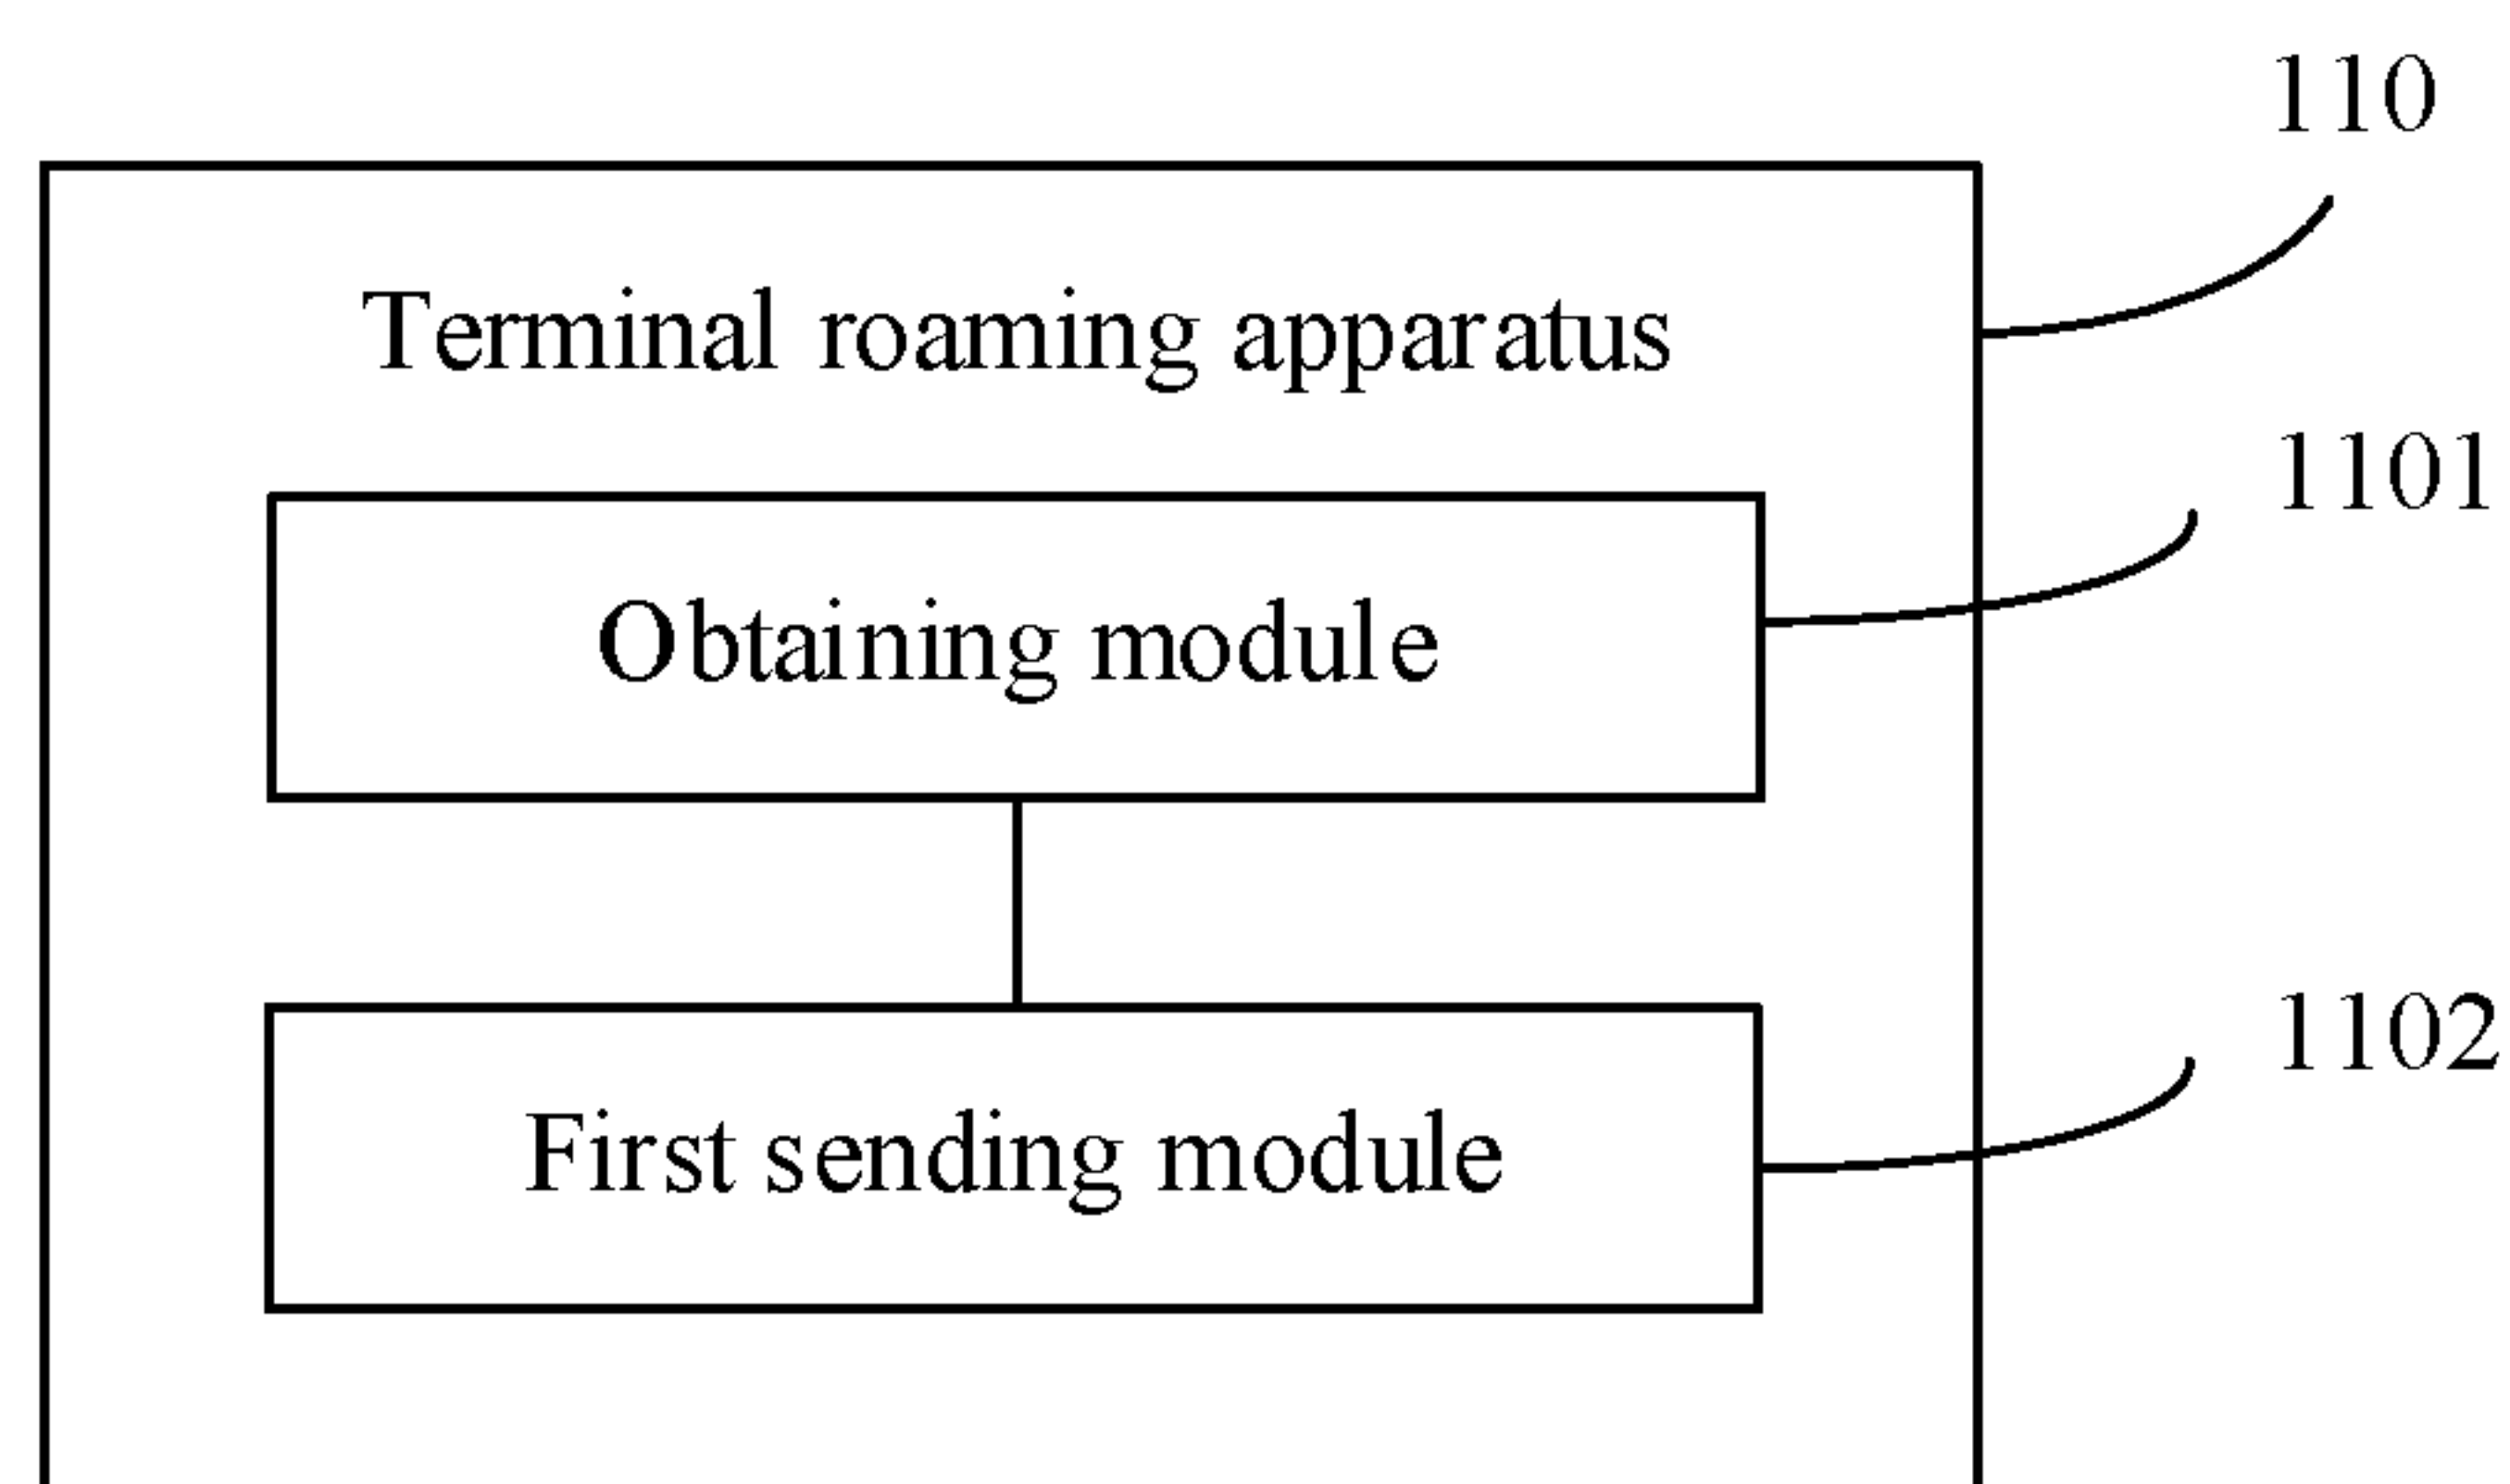 110
Terminal roaming apparatus
1101
Obtaining module
1102
First sending module